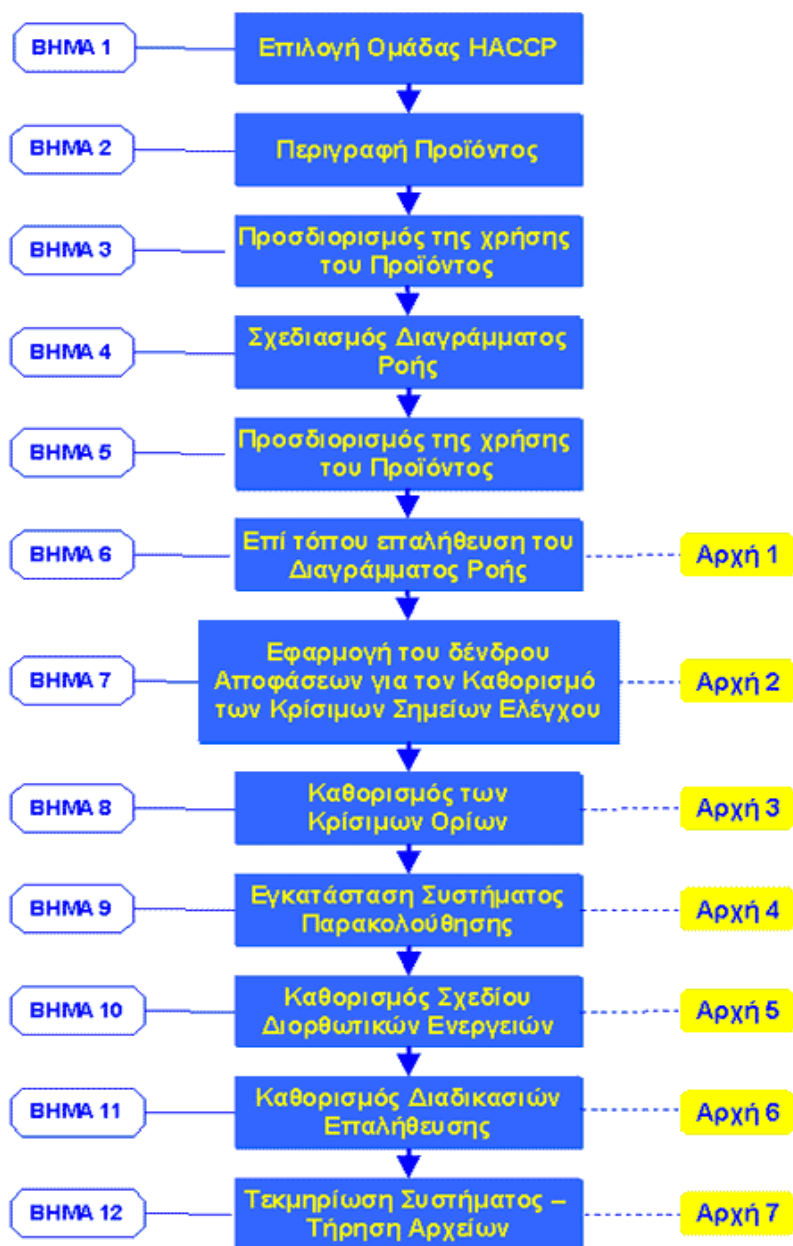 ΒΗΜΑ 1
Επιλογή Ομάδας HACCP
ΒΗΜΑ 2
Περιγραφή Προϊόντος
ΒΗΜΑ 3
Προσδιορισμός της χρήσης
του Προϊόντος
ΒΗΜΑ 4
Σχεδιασμός Διαγράμματος
Ροής
ΒΗΜΑ 5
Προσδιορισμός της χρήσης
του Προϊόντος
ΒΗΜΑ 6
Επί τόπου επαλήθευση του
Διαγράμματος Ροής
Αρχή 1
ΒΗΜΑ 7
Εφαρμογή του δένδρου
Αποφάσεων για τον Καθορισμό
των Κρίσιμων Σημείων Ελέγχου
Αρχή 2
ΒΗΜΑ 8
Καθορισμός των
Κρίσιμων Ορίων
Αρχή 3
ΒΗΜΑ 9
Εγκατάσταση Συστήματος
Παρακολούθησης
Αρχή 4
ΒΗΜΑ 10
Καθορισμός Σχεδίου
Διορθωτικών Ενεργειών
Αρχή 5
ΒΗΜΑ 11
Καθορισμός Διαδικασιών
Επαλήθευσης
Αρχή 6
ΒΗΜΑ 12
Τεκμηρίωση Συστήματος –
Τήρηση Αρχείων
Αρχή 7